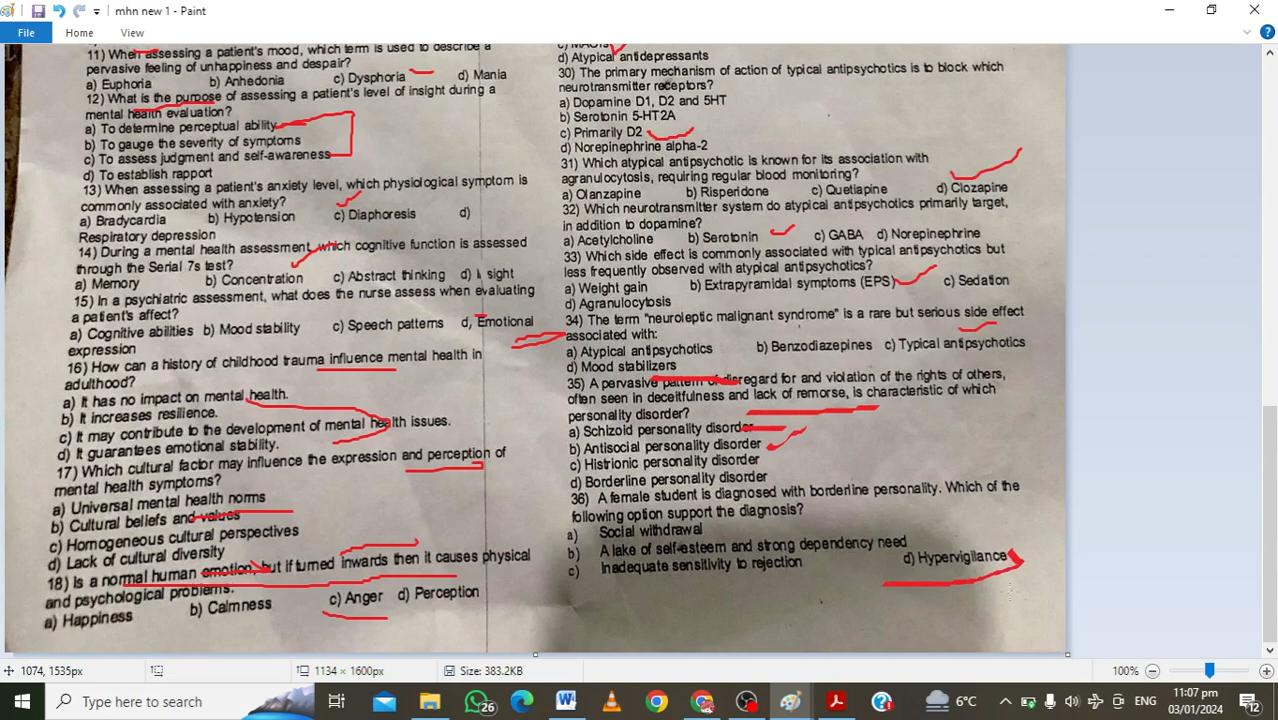 mhn new 1 - Paint
File
Home
View
11) When assessing a patient's mood, which term is used to describe a
pervasive feeling of unhappiness and despair?
a) Euphoria b) Anhedonia c) Dysphoria d) Mania
12) What is the purpose of assessing a patient's level of insight during a
mental health evaluation?
a) To determine perceptual ability
b) To gauge the severity of symptoms
c) To assess judgment and self-awareness
d) To establish rapport
13) When assessing a patient's anxiety level, which physiological symptom is
commonly associated with anxiety?
a) Bradycardia b) Hypotension c) Diaphoresis d)
Respiratory depression
14) During a mental health assessment, which cognitive function is assessed
through the Serial 7s test?
a) Memory b) Concentration c) Abstract thinking d) I sight
15) In a psychiatric assessment, what does the nurse assess when evaluating
a patient's affect?
a) Cognitive abilities b) Mood stability c) Speech patterns d, Emotional
expression
16) How can a history of childhood trauma influence mental health in
adulthood?
a) It has no impact on mental health.
b) It increases resilience.
c) It may contribute to the development of mental health issues.
d) It guarantees emotional stability.
17) Which cultural factor may influence the expression and perception of
mental health symptoms?
a) Universal mental health norms
b) Cultural beliefs and values
c) Homogeneous cultural perspectives
d) Lack of cultural diversity
18) Is a normal human emotion, but if turned inwards then it causes physical
and psychological problems.
a) Happiness b) Calmness c) Anger d) Perception
c) MAOIs
d) Atypical antidepressants
30) The primary mechanism of action of typical antipsychotics is to block which
neurotransmitter receptors?
a) Dopamine D1, D2 and 5HT
b) Serotonin 5-HT2A
c) Primarily D2
d) Norepinephrine alpha-2
31) Which atypical antipsychotic is known for its association with
agranulocytosis, requiring regular blood monitoring?
a) Olanzapine b) Risperidone c) Quetiapine d) Clozapine
32) Which neurotransmitter system do atypical antipsychotics primarily target,
in addition to dopamine?
a) Acetylcholine b) Serotonin c) GABA d) Norepinephrine
33) Which side effect is commonly associated with typical antipsychotics but
less frequently observed with atypical antipsychotics?
a) Weight gain b) Extrapyramidal symptoms (EPS) c) Sedation
d) Agranulocytosis
34) The term "neuroleptic malignant syndrome" is a rare but serious side effect
associated with:
a) Atypical antipsychotics b) Benzodiazepines c) Typical antipsychotics
d) Mood stabilizers
35) A pervasive pattern of disregard for and violation of the rights of others,
often seen in deceitfulness and lack of remorse, is characteristic of which
personality disorder?
a) Schizoid personality disorder
b) Antisocial personality disorder
c) Histrionic personality disorder
d) Borderline personality disorder
36) A female student is diagnosed with borderline personality. Which of the
following option support the diagnosis?
a) Social withdrawal
b) A lake of self-esteem and strong dependency need
c) Inadequate sensitivity to rejection d) Hypervigilance
1074, 1535px
1134 × 1600px
Size: 383.2KB
100%
Type here to search
26
6°C
ENG
11:07 pm
03/01/2024
12